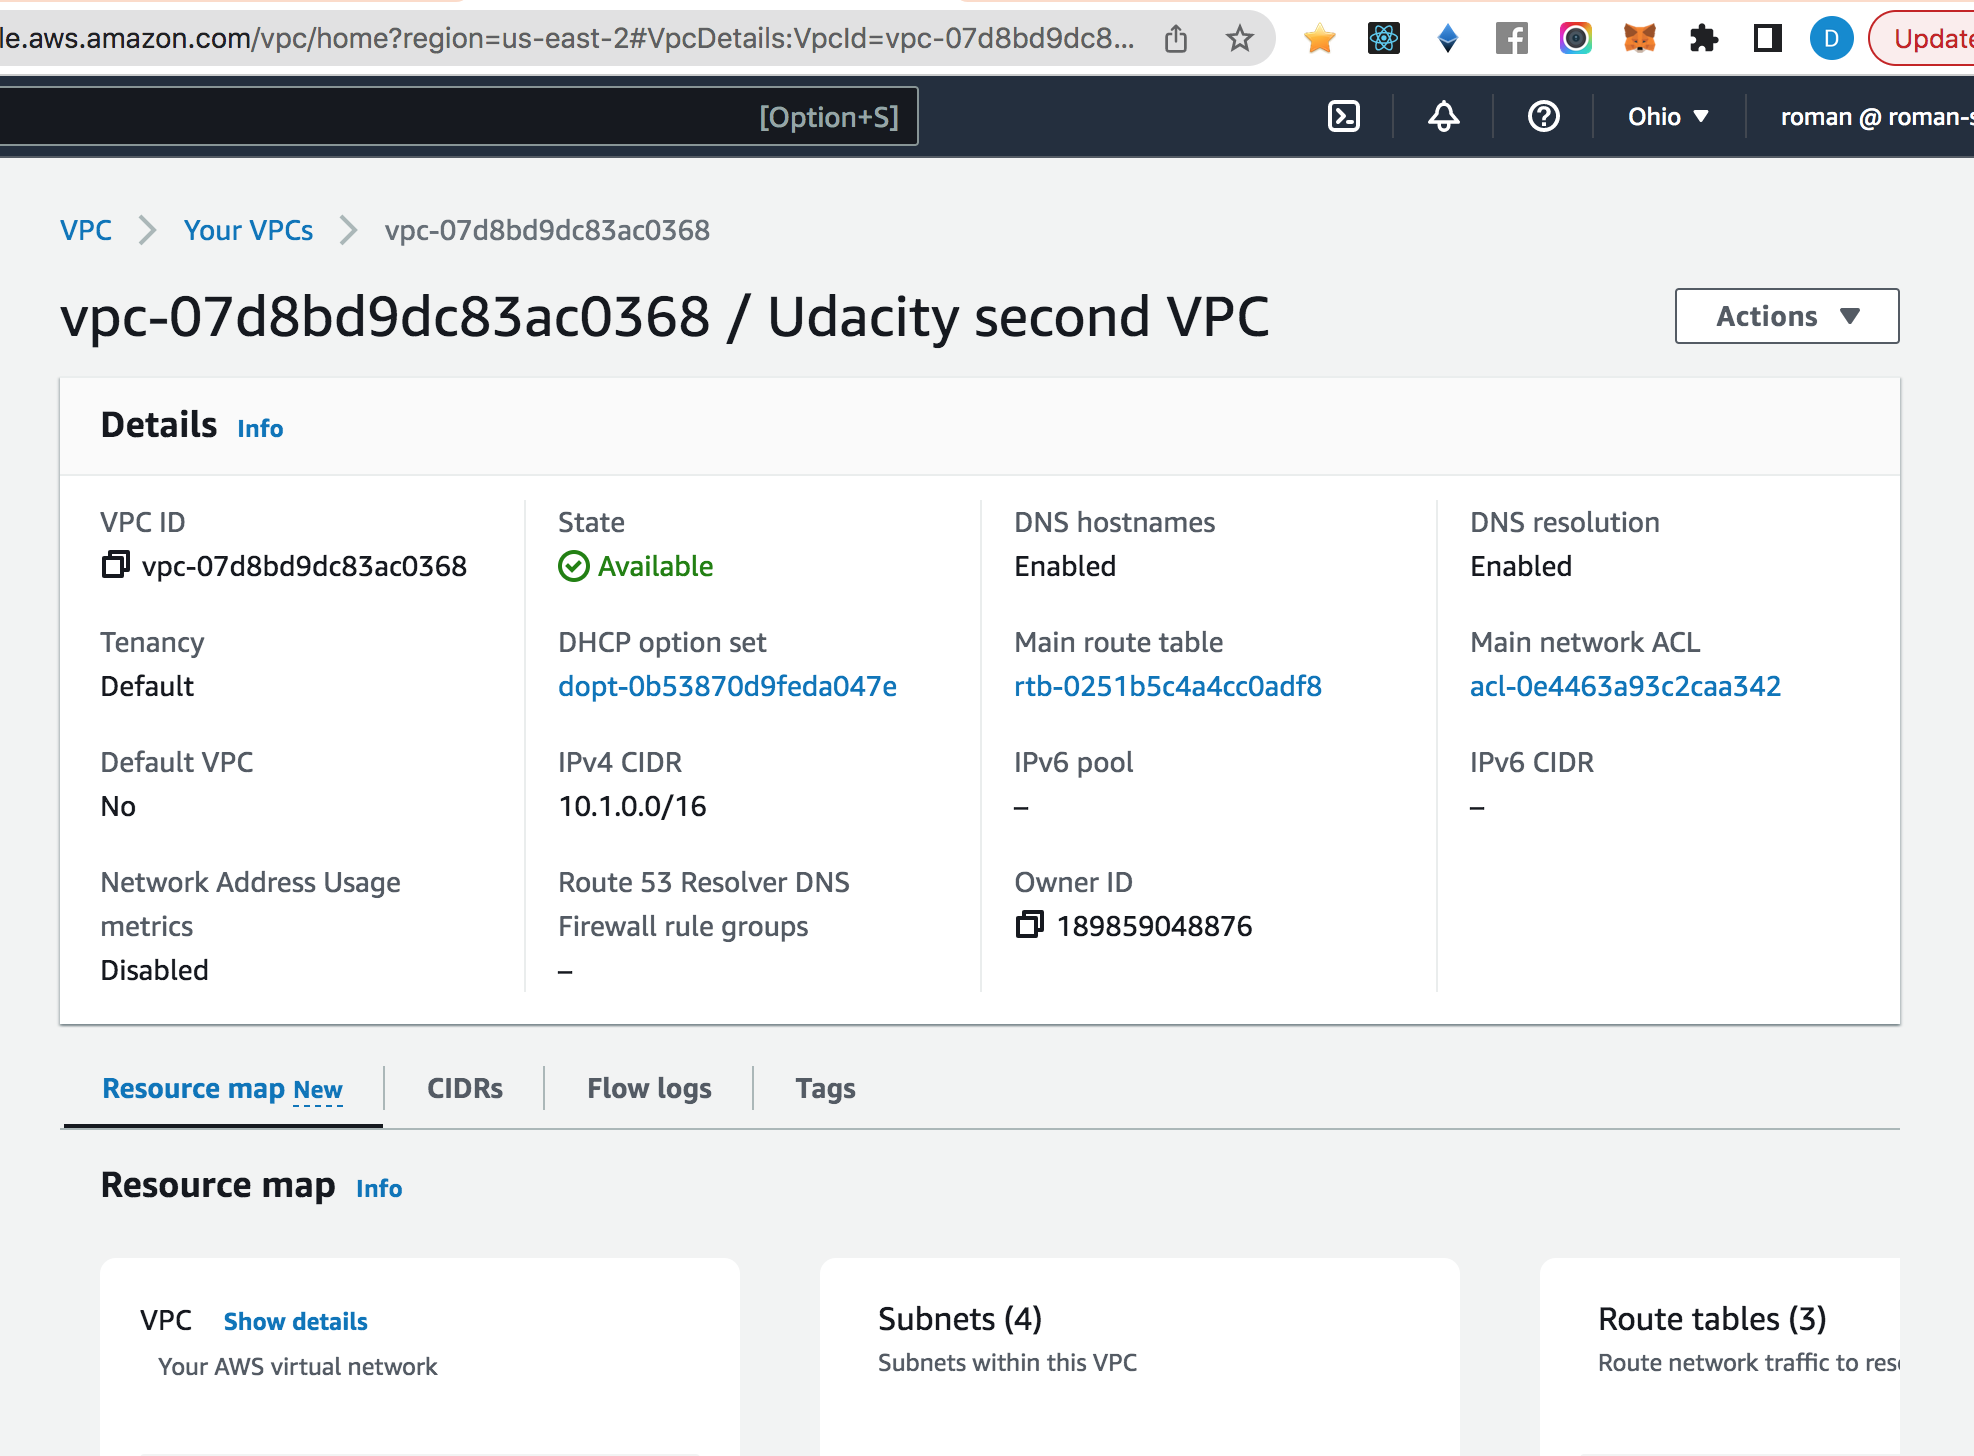 le.aws.amazon.com/vpc/home?region=us-east-2#VpcDetails:VpcId=vpc-07d8bd9dc8...
D
Update
[Option+S]
Ohio
roman @ roman-s
VPC
Your VPCs
vpc-07d8bd9dc83ac0368
vpc-07d8bd9dc83ac0368 / Udacity second VPC
Actions
Details Info
VPC ID
vpc-07d8bd9dc83ac0368
State
Available
DNS hostnames
Enabled
DNS resolution
Enabled
Tenancy
Default
DHCP option set
dopt-0b53870d9feda047e
Main route table
rtb-0251b5c4a4cc0adf8
Main network ACL
acl-0e4463a93c2caa342
Default VPC
No
IPv4 CIDR
10.1.0.0/16
IPv6 pool
–
IPv6 CIDR
–
Network Address Usage
metrics
Disabled
Route 53 Resolver DNS
Firewall rule groups
–
Owner ID
189859048876
Resource map New
CIDRs
Flow logs
Tags
Resource map Info
VPC Show details
Your AWS virtual network
Subnets (4)
Subnets within this VPC
Route tables (3)
Route network traffic to res